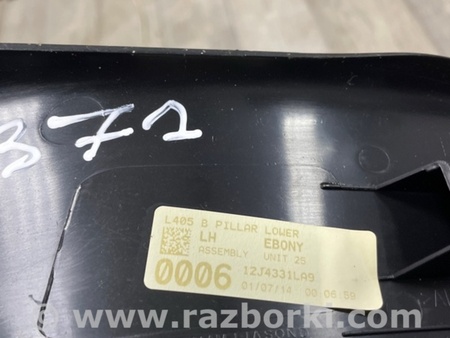 371
L405 B PILLAR LOWER
LH EBONY
ASSEMBLY UNIT 25
0006 12J4331LA9
01/07/14 00:06:59
www.razborki.com